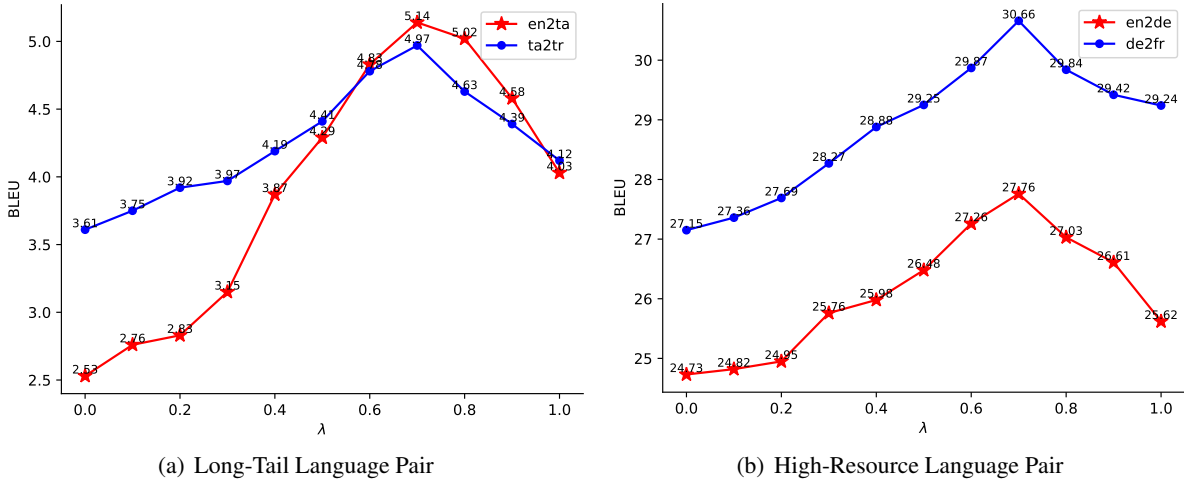 5.0
4.5
4.0
3.5
3.0
2.5
BLEU
0.0 0.2 0.4 0.6 0.8 1.0
λ
en2ta
ta2tr
2.53 2.76 2.83 3.15 3.87 4.29 4.83 5.14 5.02 4.58 4.03
3.61 3.75 3.92 3.97 4.19 4.41 4.78 4.97 4.63 4.39 4.12
(a) Long-Tail Language Pair
30
29
28
27
26
25
BLEU
0.0 0.2 0.4 0.6 0.8 1.0
λ
en2de
de2fr
24.73 24.82 24.95 25.76 25.98 26.48 27.26 27.76 27.03 26.61 25.62
27.15 27.36 27.69 28.27 28.88 29.25 29.87 30.66 29.84 29.42 29.24
(b) High-Resource Language Pair